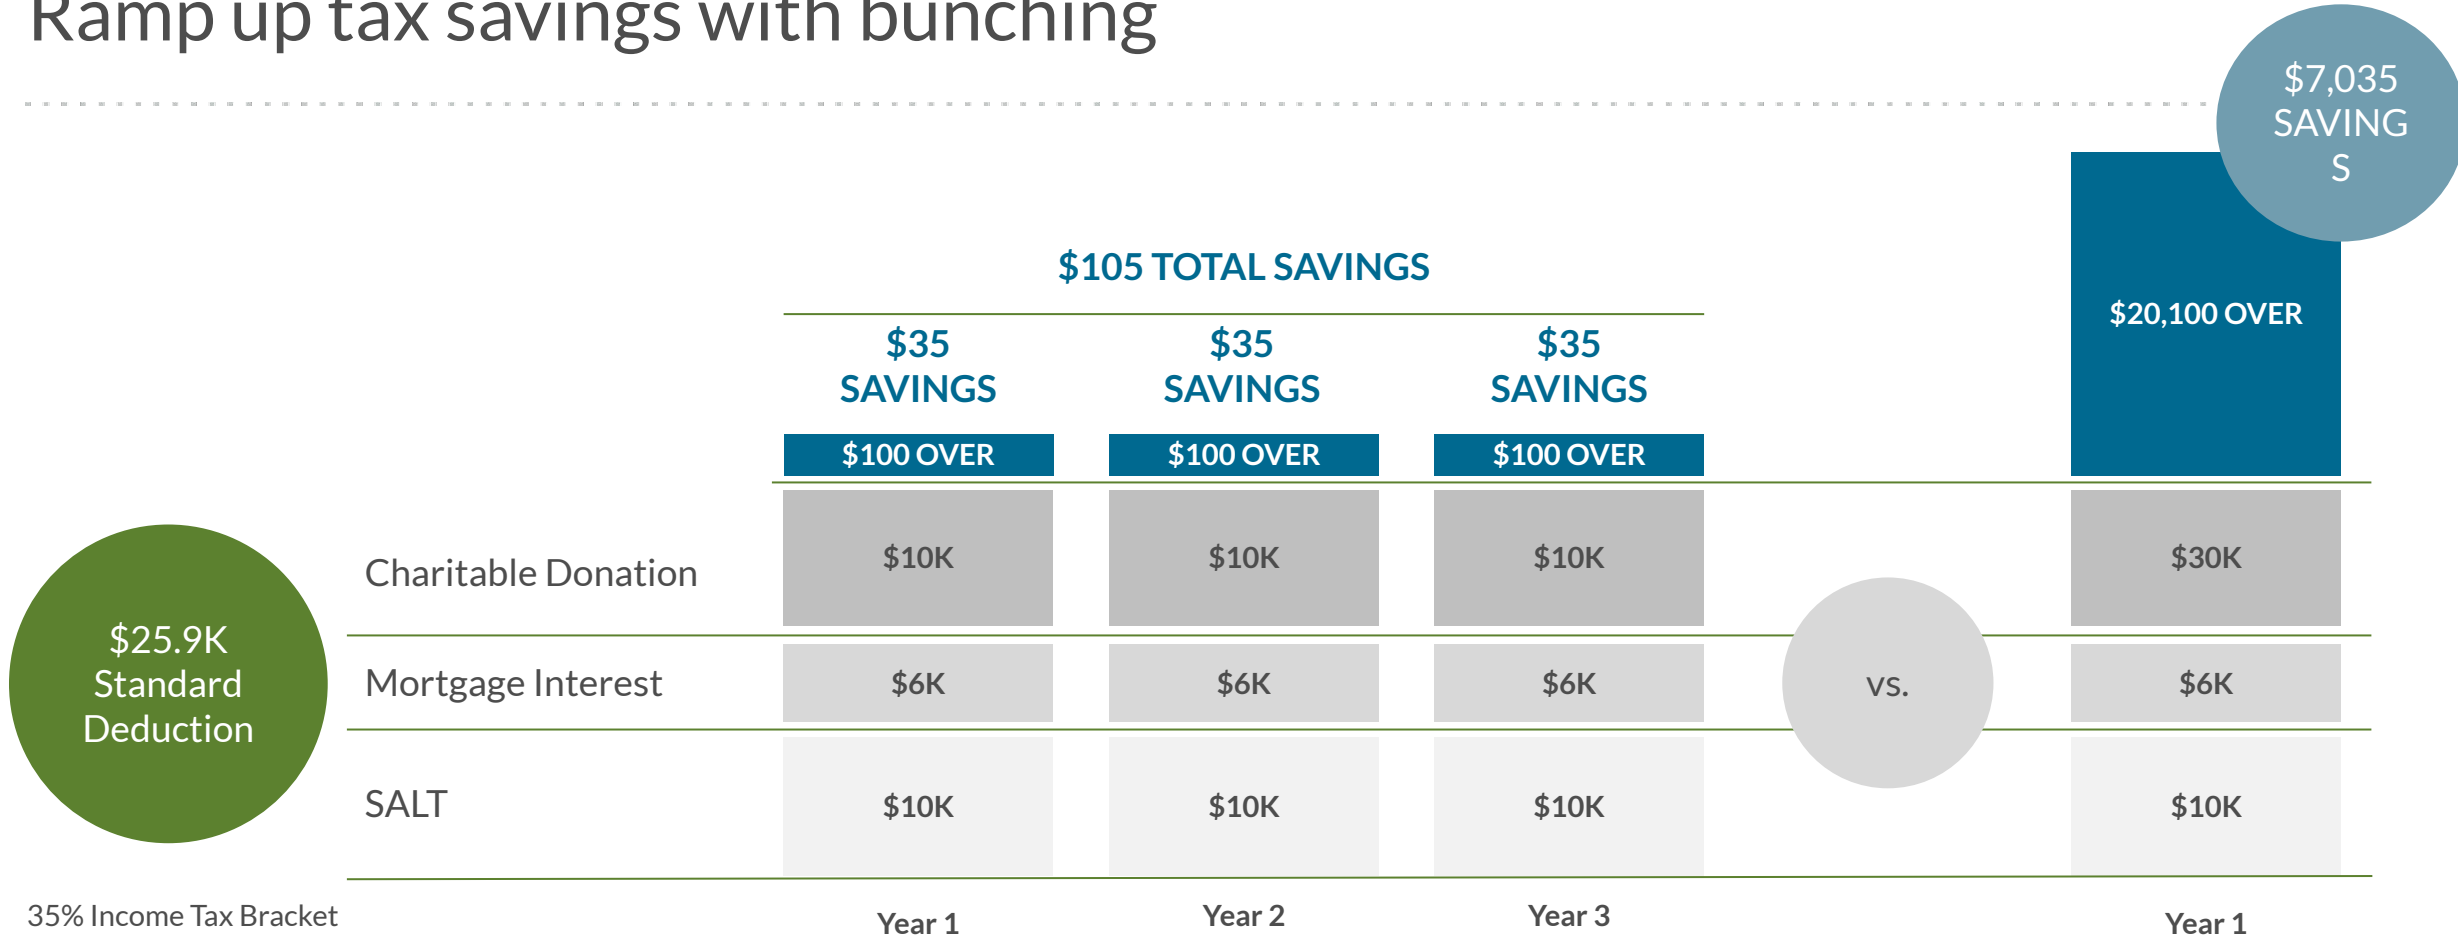 Ramp up tax savings with bunching
$7,035
SAVING
S
$20,100 OVER
$105 TOTAL SAVINGS
$35
SAVINGS
$35
SAVINGS
$35
SAVINGS
$100 OVER
$100 OVER
$100 OVER
$25.9K
Standard
Deduction
Charitable Donation
$10K
$10K
$10K
$30K
Mortgage Interest
$6K
$6K
$6K
vs.
$6K
SALT
$10K
$10K
$10K
$10K
35% Income Tax Bracket
Year 1
Year 2
Year 3
Year 1